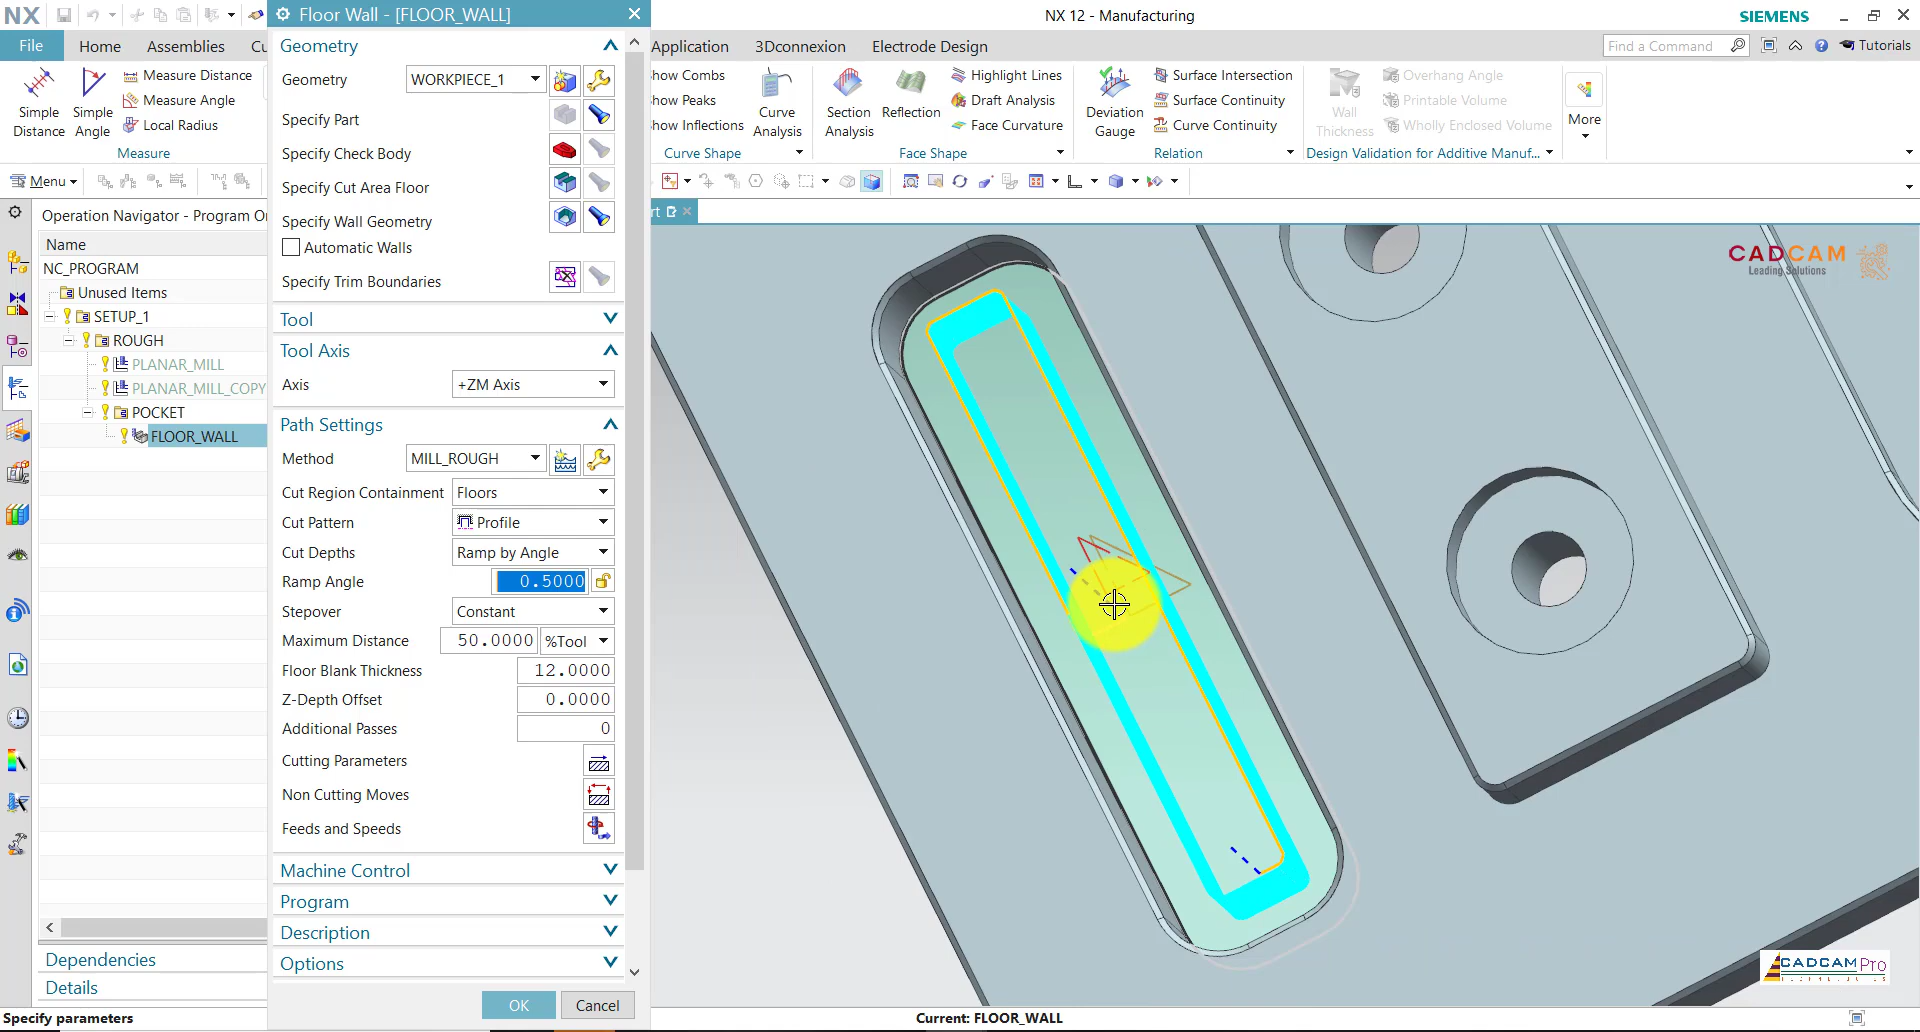 NX
Floor Wall - [FLOOR_WALL]
NX 12 - Manufacturing
SIEMENS
File
Home
Assemblies
Cu
Application
3Dconnexion
Electrode Design
Find a Command
Tutorials
Simple Distance
Simple Angle
Measure Distance
Measure Angle
Local Radius
Measure
how Combs
how Peaks
how Inflections
Curve Analysis
Curve Shape
Section Analysis
Reflection
Highlight Lines
Draft Analysis
Face Curvature
Face Shape
Deviation Gauge
Surface Intersection
Surface Continuity
Curve Continuity
Relation
Wall Thickness
Overhang Angle
Printable Volume
Wholly Enclosed Volume
Design Validation for Additive Manuf...
More
Menu
Operation Navigator - Program Or
Name
NC_PROGRAM
Unused Items
SETUP_1
ROUGH
PLANAR_MILL
PLANAR_MILL_COPY
POCKET
FLOOR_WALL
Dependencies
Details
Geometry
Geometry WORKPIECE_1
Specify Part
Specify Check Body
Specify Cut Area Floor
Specify Wall Geometry
Automatic Walls
Specify Trim Boundaries
Tool
Tool Axis
Axis +ZM Axis
Path Settings
Method MILL_ROUGH
Cut Region Containment Floors
Cut Pattern Profile
Cut Depths Ramp by Angle
Ramp Angle 0.5000
Stepover Constant
Maximum Distance 50.0000 %Tool
Floor Blank Thickness 12.0000
Z-Depth Offset 0.0000
Additional Passes 0
Cutting Parameters
Non Cutting Moves
Feeds and Speeds
Machine Control
Program
Description
Options
OK
Cancel
CADCAM
Leading Solutions
CADCAM Pro
Specify parameters
Current: FLOOR_WALL